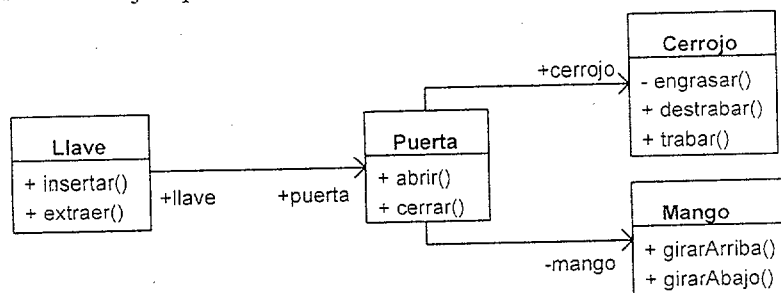 Cerrojo
- engrasar()
+ destrabar()
+ trabar()
+cerrojo
Llave
+ insertar()
+ extraer()
+llave
+puerta
Puerta
+ abrir()
+ cerrar()
-mango
Mango
+ girarArriba()
+ girarAbajo()